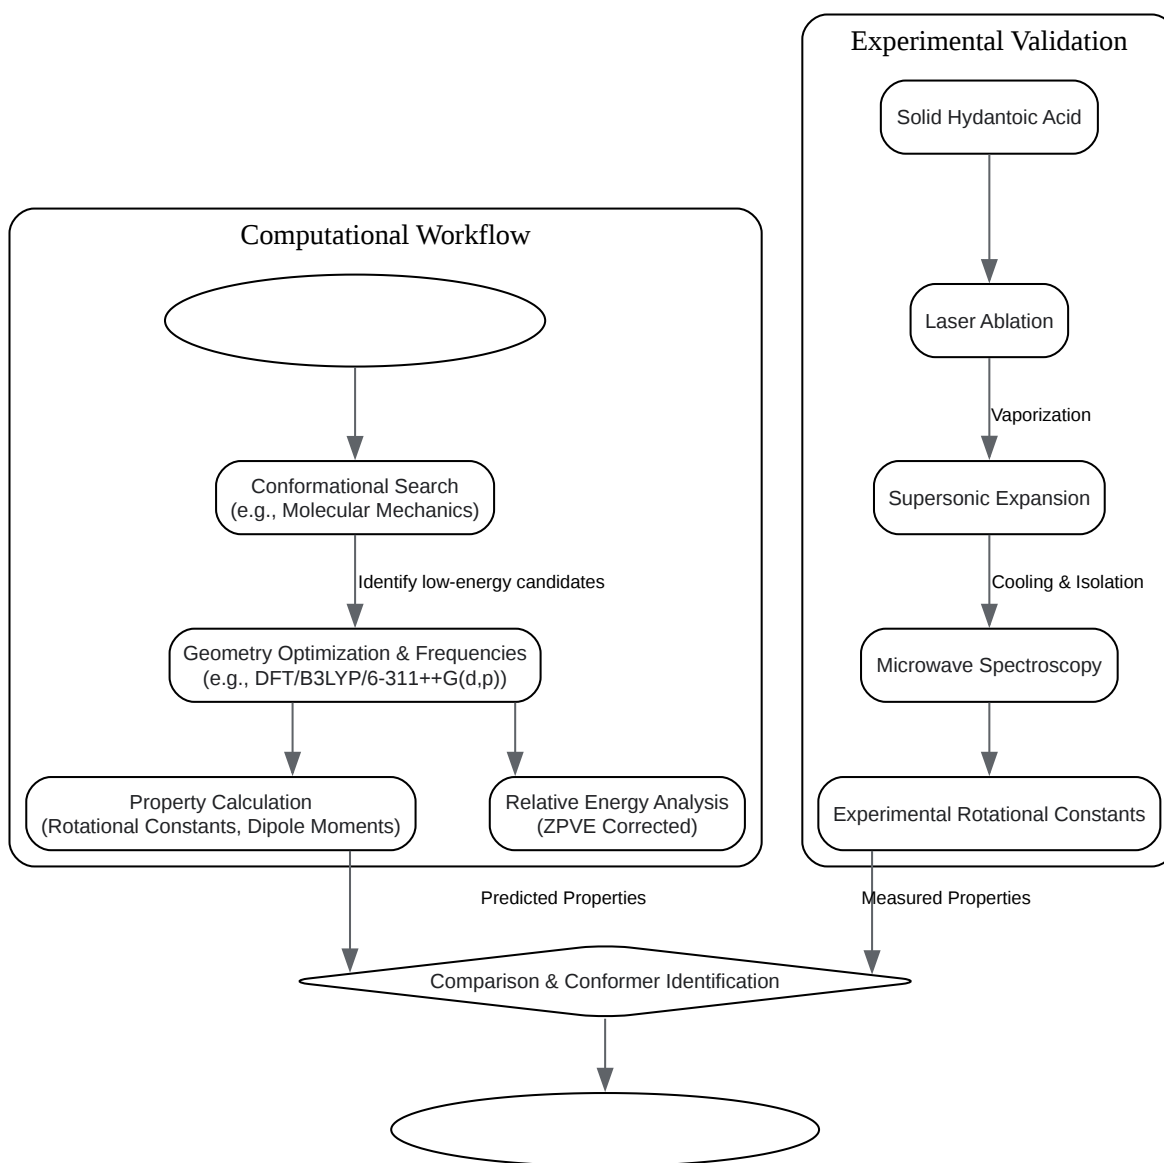 Experimental Validation
Solid Hydantoic Acid
Laser Ablation
Vaporization
Supersonic Expansion
Cooling & Isolation
Microwave Spectroscopy
Experimental Rotational Constants
Measured Properties
Computational Workflow
Conformational Search
(e.g., Molecular Mechanics)
Identify low-energy candidates
Geometry Optimization & Frequencies
(e.g., DFT/B3LYP/6-311++G(d,p))
Property Calculation
(Rotational Constants, Dipole Moments)
Relative Energy Analysis
(ZPVE Corrected)
Predicted Properties
Comparison & Conformer Identification